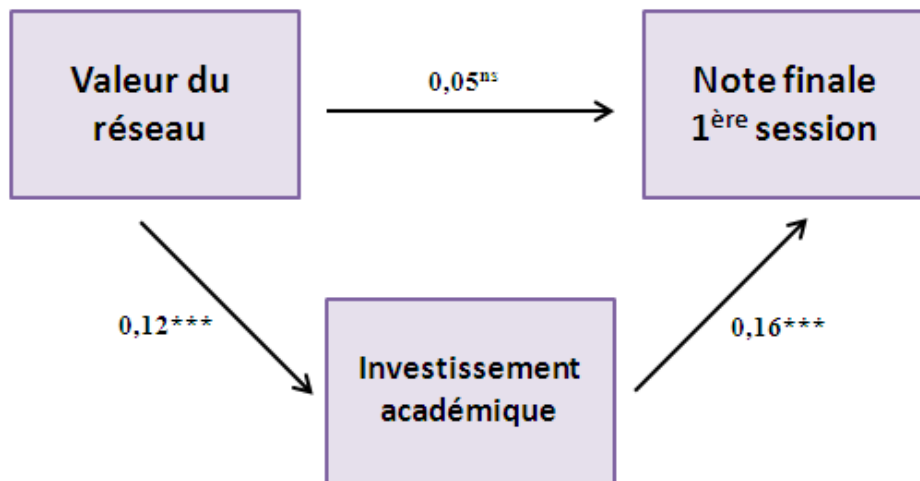 Valeur du
réseau
0,05ns
Note finale
1ère session
0,12***
0,16***
Investissement
académique